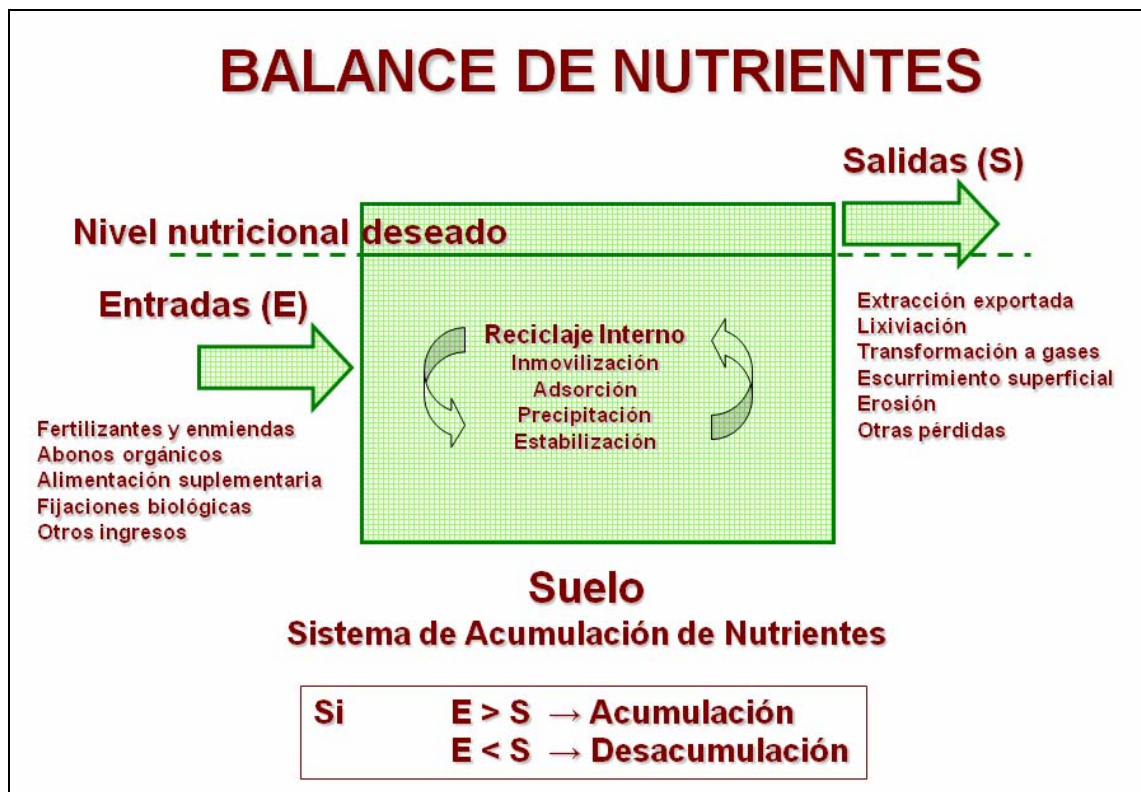 BALANCE DE NUTRIENTES
Salidas (S)
Nivel nutricional deseado
Entradas (E)
Extracción exportada
Lixiviación
Transformación a gases
Escurrimiento superficial
Erosión
Otras pérdidas
Reciclaje Interno
Inmovilización
Adsorción
Precipitación
Estabilización
Fertilizantes y enmiendas
Abonos orgánicos
Alimentación suplementaria
Fijaciones biológicas
Otros ingresos
Suelo
Sistema de Acumulación de Nutrientes
Si E > S → Acumulación
E < S → Desacumulación